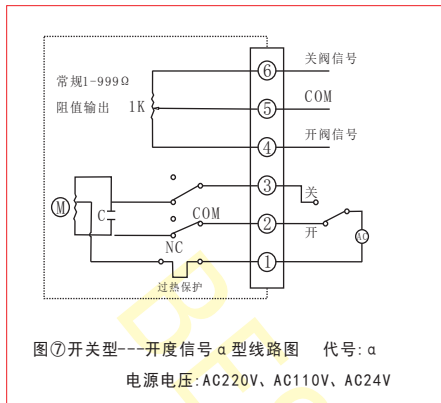 关阀信号
⑥
常规1-999Ω
COM
阻值输出 1K
⑤
开阀信号
④
③
关
M
C
COM
②
开
AC
NC
①
过热保护
图⑦开关型---开度信号α型线路图 代号:α
电源电压:AC220V、AC110V、AC24V